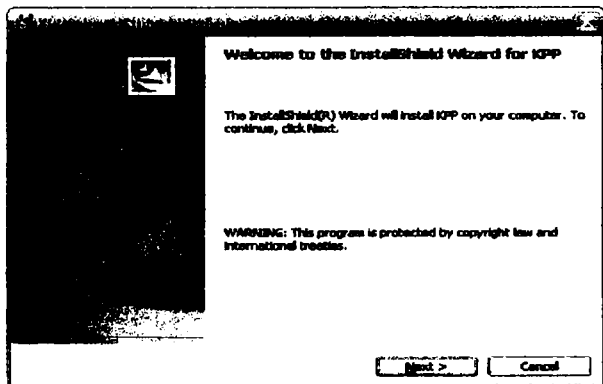 Welcome to the InstallShield Wizard for KPP
The InstallShield(R) Wizard will install KPP on your computer. To
continue, click Next.
WARNING: This program is protected by copyright law and
international treaties.
Next >
Cancel